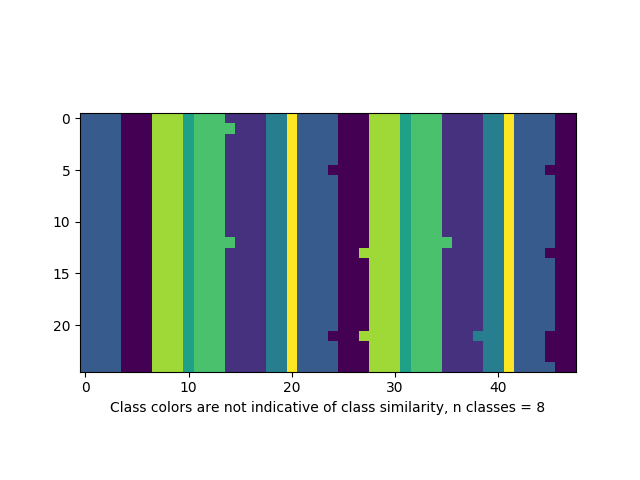 0
5
10
15
20
0 10 20 30 40
Class colors are not indicative of class similarity, n classes = 8